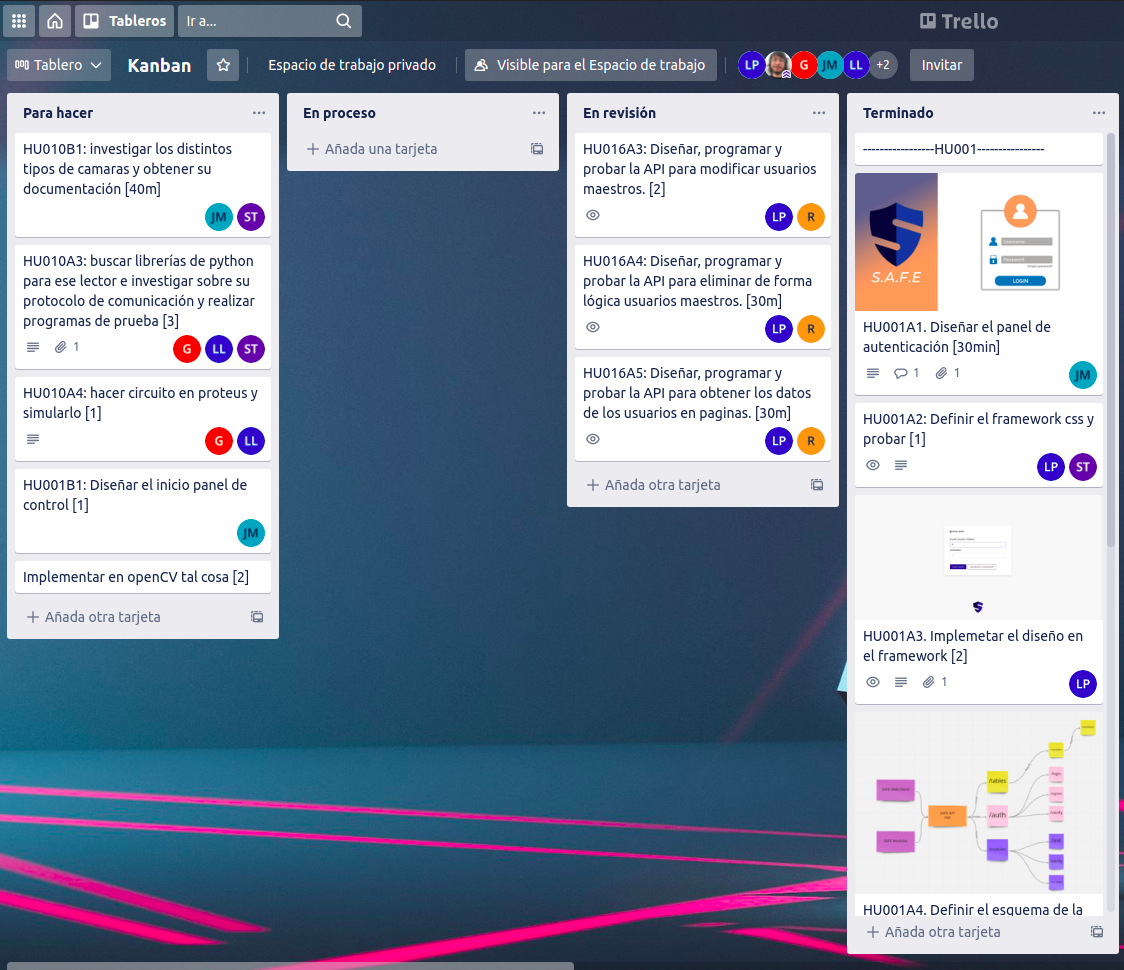 Tableros
Ir a...
Trello
Tablero
Kanban
Espacio de trabajo privado
Visible para el Espacio de trabajo
LP
G
JM
LL
+2
Invitar
Para hacer
HU010B1: investigar los distintos
tipos de camaras y obtener su
documentación [40m]
JM
ST
HU010A3: buscar librerías de python
para ese lector e investigar sobre su
protocolo de comunicación y realizar
programas de prueba [3]
1
G
LL
ST
HU010A4: hacer circuito en proteus y
simularlo [1]
G
LL
HU001B1: Diseñar el inicio panel de
control [1]
JM
Implementar en openCV tal cosa [2]
Añada otra tarjeta
En proceso
Añada una tarjeta
En revisión
HU016A3: Diseñar, programar y
probar la API para modificar usuarios
maestros. [2]
LP
R
HU016A4: Diseñar, programar y
probar la API para eliminar de forma
lógica usuarios maestros. [30m]
LP
R
HU016A5: Diseñar, programar y
probar la API para obtener los datos
de los usuarios en paginas. [30m]
LP
R
Añada otra tarjeta
Terminado
-----------------HU001----------------
S.A.F.E
Username
Password
forgot password?
LOGIN
HU001A1. Diseñar el panel de
autenticación [30min]
1
1
JM
HU001A2: Definir el framework css y
probar [1]
LP
ST
HU001A3. Implemetar el diseño en
el framework [2]
1
LP
/tables
/auth
HU001A4. Definir el esquema de la
Añada otra tarjeta